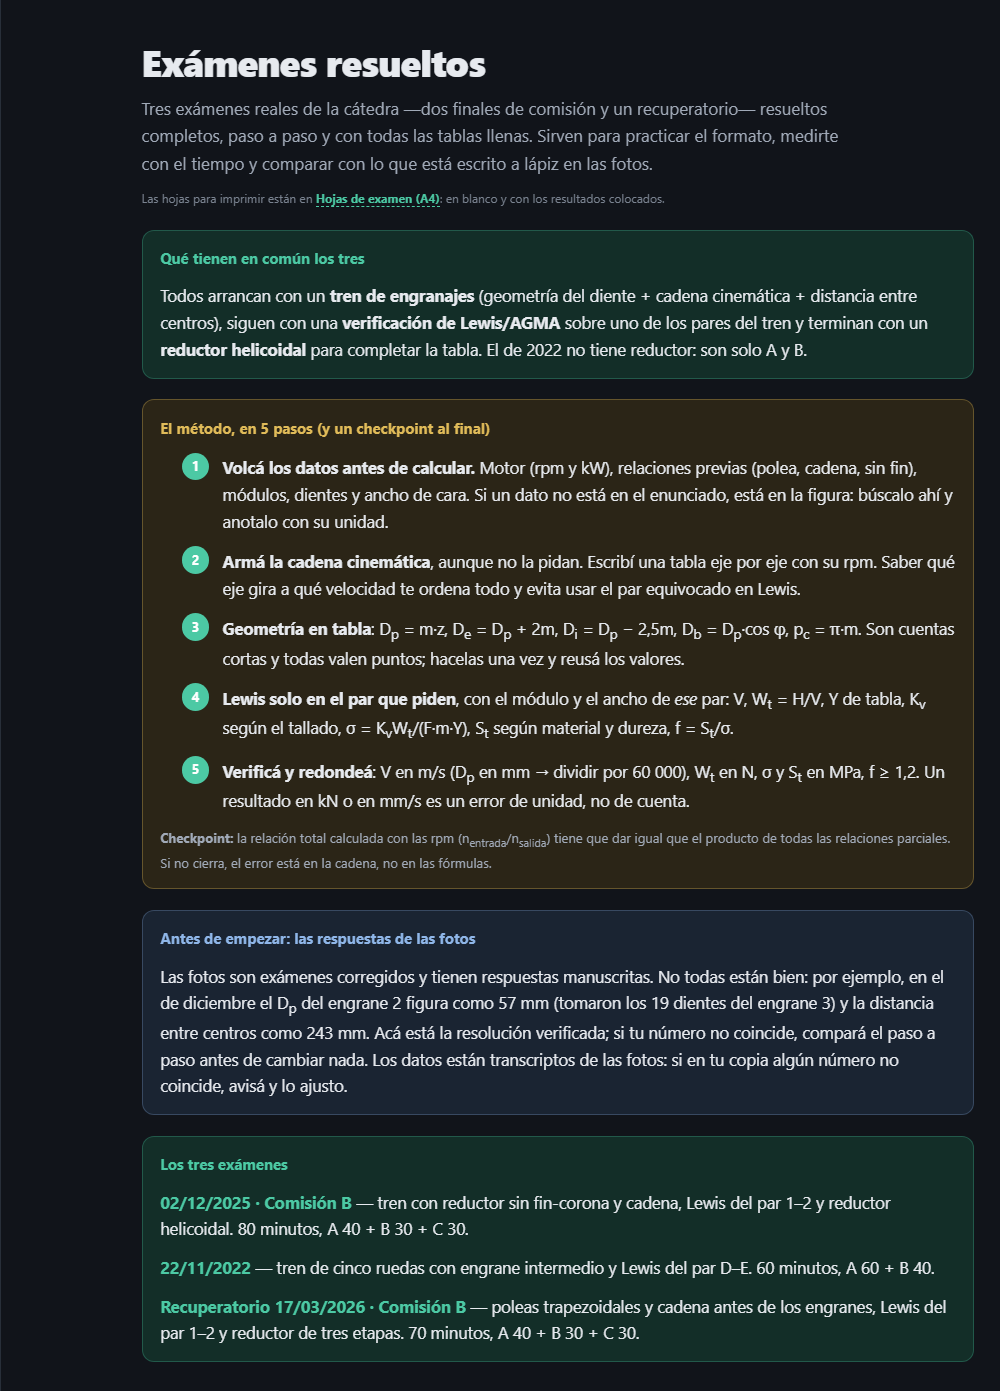 Exámenes resueltos
Tres exámenes reales de la cátedra —dos finales de comisión y un recuperatorio— resueltos
completos, paso a paso y con todas las tablas llenas. Sirven para practicar el formato, medirte
con el tiempo y comparar con lo que está escrito a lápiz en las fotos.
Las hojas para imprimir están en Hojas de examen (A4): en blanco y con los resultados colocados.
Qué tienen en común los tres
Todos arrancan con un tren de engranajes (geometría del diente + cadena cinemática + distancia entre
centros), siguen con una verificación de Lewis/AGMA sobre uno de los pares del tren y terminan con un
reductor helicoidal para completar la tabla. El de 2022 no tiene reductor: son solo A y B.
El método, en 5 pasos (y un checkpoint al final)
1 Volcá los datos antes de calcular. Motor (rpm y kW), relaciones previas (polea, cadena, sin fin),
módulos, dientes y ancho de cara. Si un dato no está en el enunciado, está en la figura: búscalo ahí y
anotalo con su unidad.
2 Armá la cadena cinemática, aunque no la pidan. Escribí una tabla eje por eje con su rpm. Saber qué
eje gira a qué velocidad te ordena todo y evita usar el par equivocado en Lewis.
3 Geometría en tabla: Dp = m·z, De = Dp + 2m, Di = Dp − 2,5m, Db = Dp·cos φ, pc = π·m. Son cuentas
cortas y todas valen puntos; hacelas una vez y reusá los valores.
4 Lewis solo en el par que piden, con el módulo y el ancho de ese par: V, Wt = H/V, Y de tabla, Kv
según el tallado, σ = KvWt/(F·m·Y), St según material y dureza, f = St/σ.
5 Verificá y redondeá: V en m/s (Dp en mm → dividir por 60 000), Wt en N, σ y St en MPa, f ≥ 1,2. Un
resultado en kN o en mm/s es un error de unidad, no de cuenta.
Checkpoint: la relación total calculada con las rpm (nentrada/nsalida) tiene que dar igual que el producto de todas las relaciones parciales.
Si no cierra, el error está en la cadena, no en las fórmulas.
Antes de empezar: las respuestas de las fotos
Las fotos son exámenes corregidos y tienen respuestas manuscritas. No todas están bien: por ejemplo, en el
de diciembre el Dp del engrane 2 figura como 57 mm (tomaron los 19 dientes del engrane 3) y la distancia
entre centros como 243 mm. Acá está la resolución verificada; si tu número no coincide, compará el paso a
paso antes de cambiar nada. Los datos están transcriptos de las fotos: si en tu copia algún número no
coincide, avisá y lo ajusto.
Los tres exámenes
02/12/2025 · Comisión B — tren con reductor sin fin-corona y cadena, Lewis del par 1–2 y reductor
helicoidal. 80 minutos, A 40 + B 30 + C 30.
22/11/2022 — tren de cinco ruedas con engrane intermedio y Lewis del par D–E. 60 minutos, A 60 + B 40.
Recuperatorio 17/03/2026 · Comisión B — poleas trapezoidales y cadena antes de los engranes, Lewis del
par 1–2 y reductor de tres etapas. 70 minutos, A 40 + B 30 + C 30.